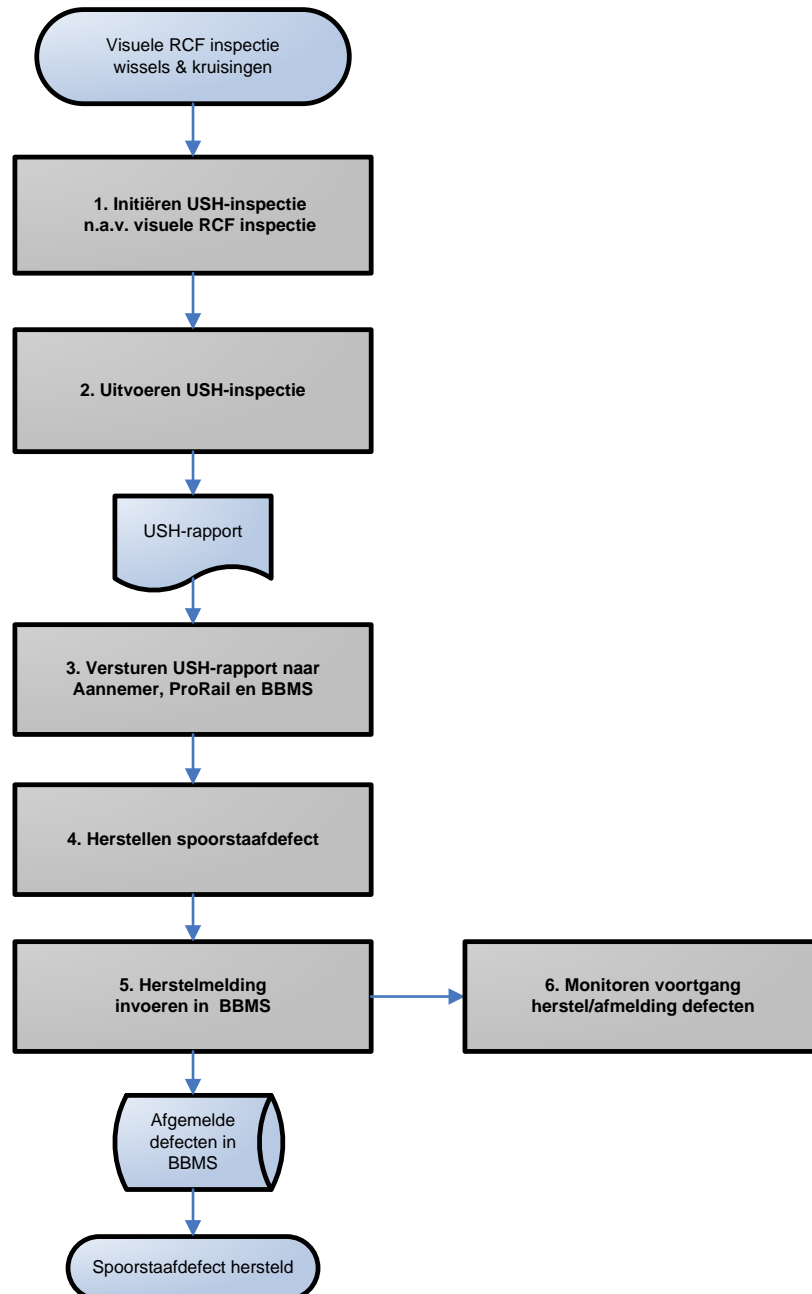 Visuele RCF inspectie
wissels & kruisingen
1. Initiëren USH-inspectie
n.a.v. visuele RCF inspectie
2. Uitvoeren USH-inspectie
USH-rapport
3. Versturen USH-rapport naar
Aannemer, ProRail en BBMS
4. Herstellen spoorstaafdefect
5. Herstelmelding
invoeren in BBMS
6. Monitoren voortgang
herstel/afmelding defecten
Afgemelde
defecten in
BBMS
Spoorstaafdefect hersteld